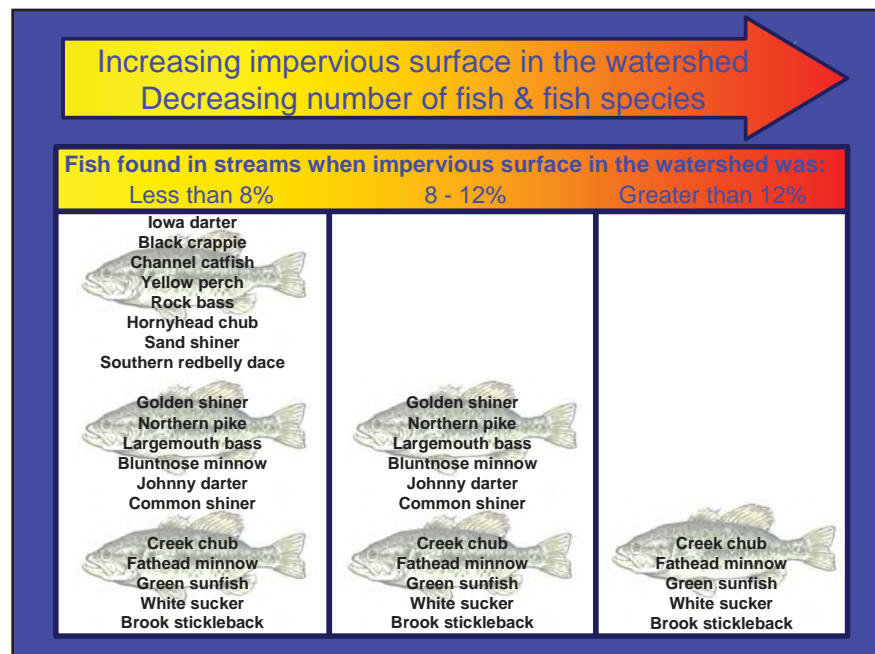 Increasing impervious surface in the watershed
Decreasing number of fish & fish species
Fish found in streams when impervious surface in the watershed was:
Less than 8%
8 - 12%
Greater than 12%
Iowa darter
Black crappie
Channel catfish
Yellow perch
Rock bass
Hornyhead chub
Sand shiner
Southern redbelly dace
Golden shiner
Northern pike
Largemouth bass
Bluntnose minnow
Johnny darter
Common shiner
Creek chub
Fathead minnow
Green sunfish
White sucker
Brook stickleback
Golden shiner
Northern pike
Largemouth bass
Bluntnose minnow
Johnny darter
Common shiner
Creek chub
Fathead minnow
Green sunfish
White sucker
Brook stickleback
Creek chub
Fathead minnow
Green sunfish
White sucker
Brook stickleback